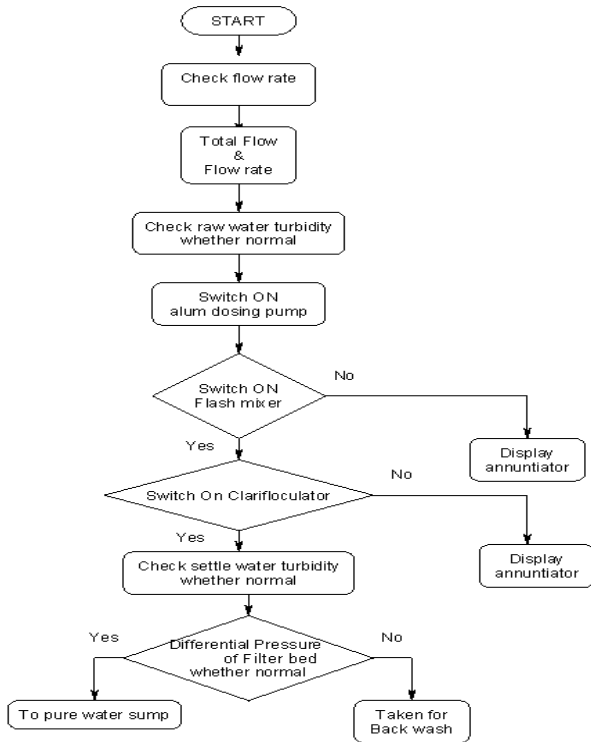 START
Check flow rate
Total Flow
&
Flow rate
Check raw water turbidity
whether normal
Switch ON
alum dosing pump
Switch ON
Flash mixer
No
Yes
Display
annuntiator
Switch On Clarifloculator
No
Yes
Display
annuntiator
Check settle water turbidity
whether normal
Differential Pressure
of Filter bed
whether normal
Yes
No
To pure water sump
Taken for
Back wash